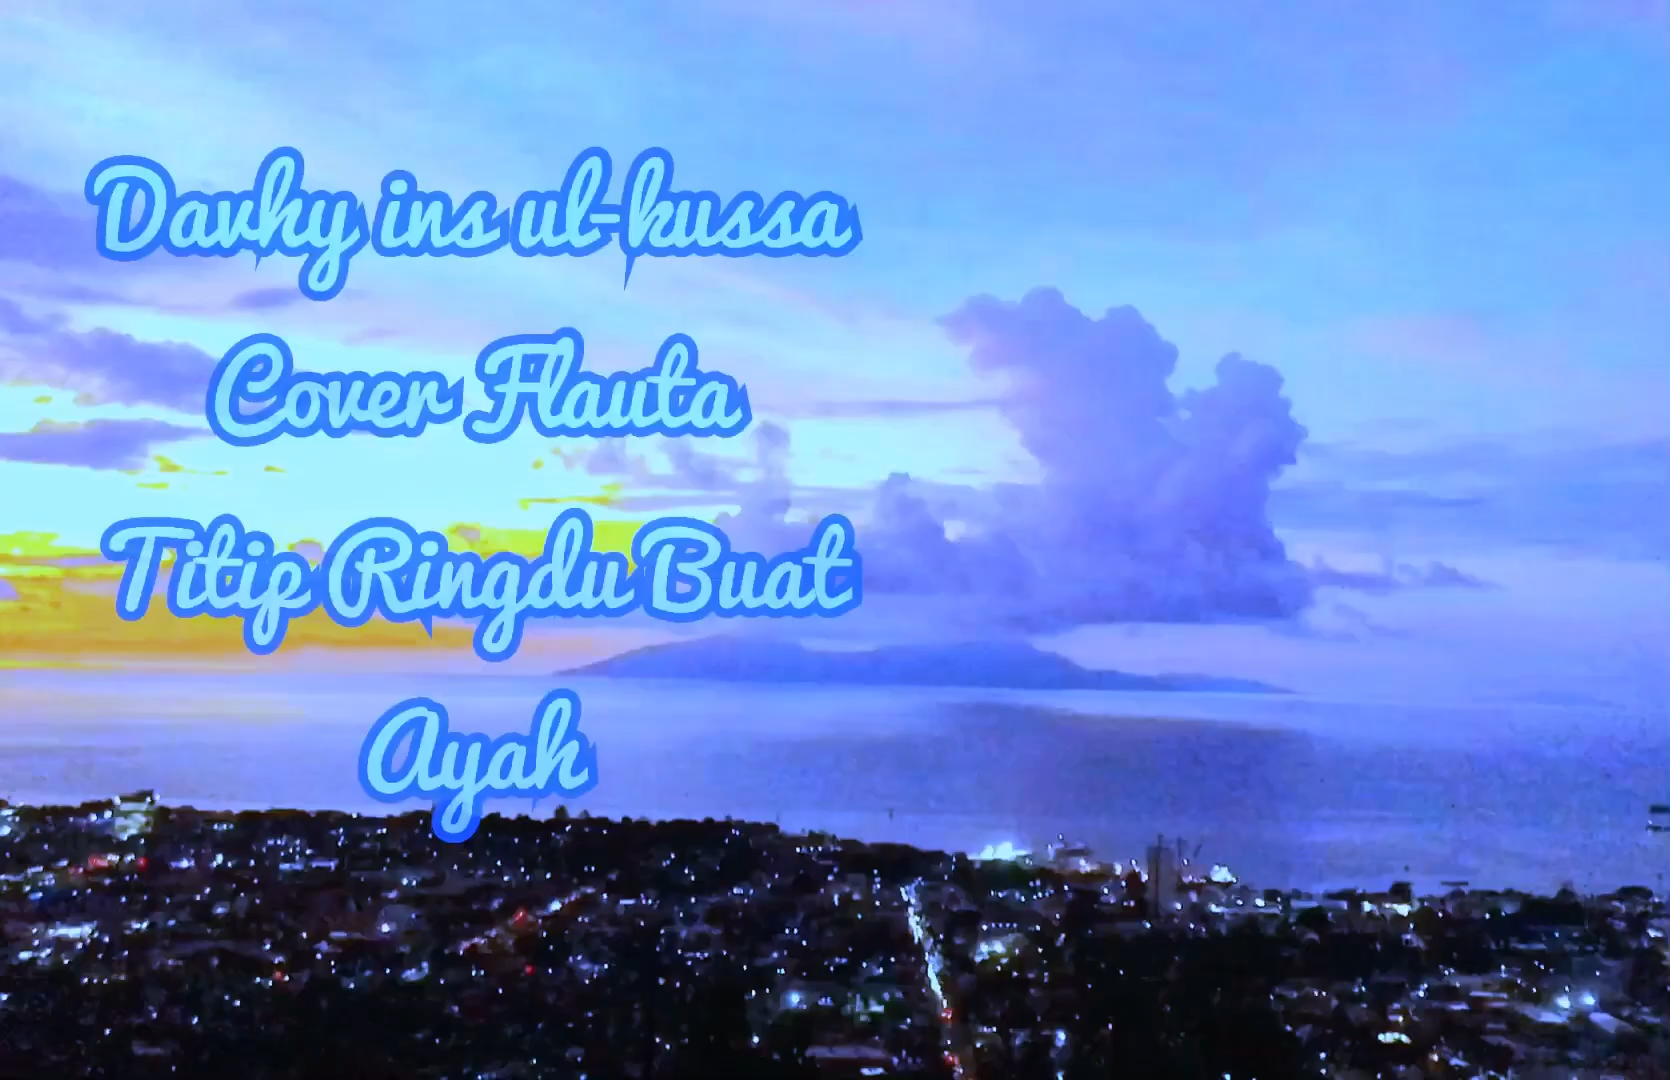 Davhy ins ul-kussa
Cover Flauta
Titip Ringdu Buat
Ayah